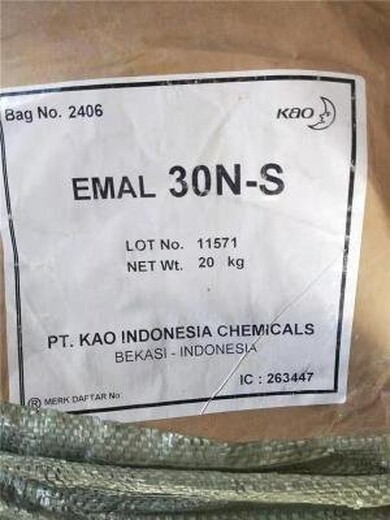 Bag No. 2406
Kao
EMAL 30N-S
LOT No. 11571
NET Wt. 20 kg
PT. KAO INDONESIA CHEMICALS
BEKASI - INDONESIA
IC : 263447
® MERK DAFTAR No